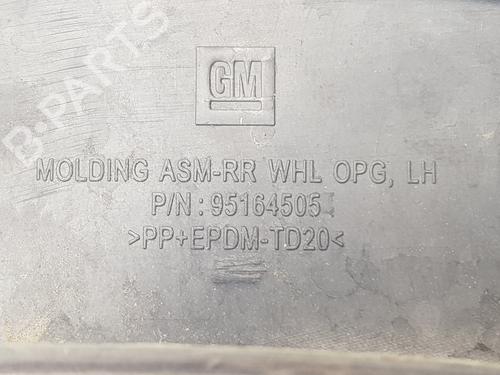 B-PARTS
GM
MOLDING ASM-RR WHL OPG, LH
P/N : 95164505
>PP+EPDM-TD20<